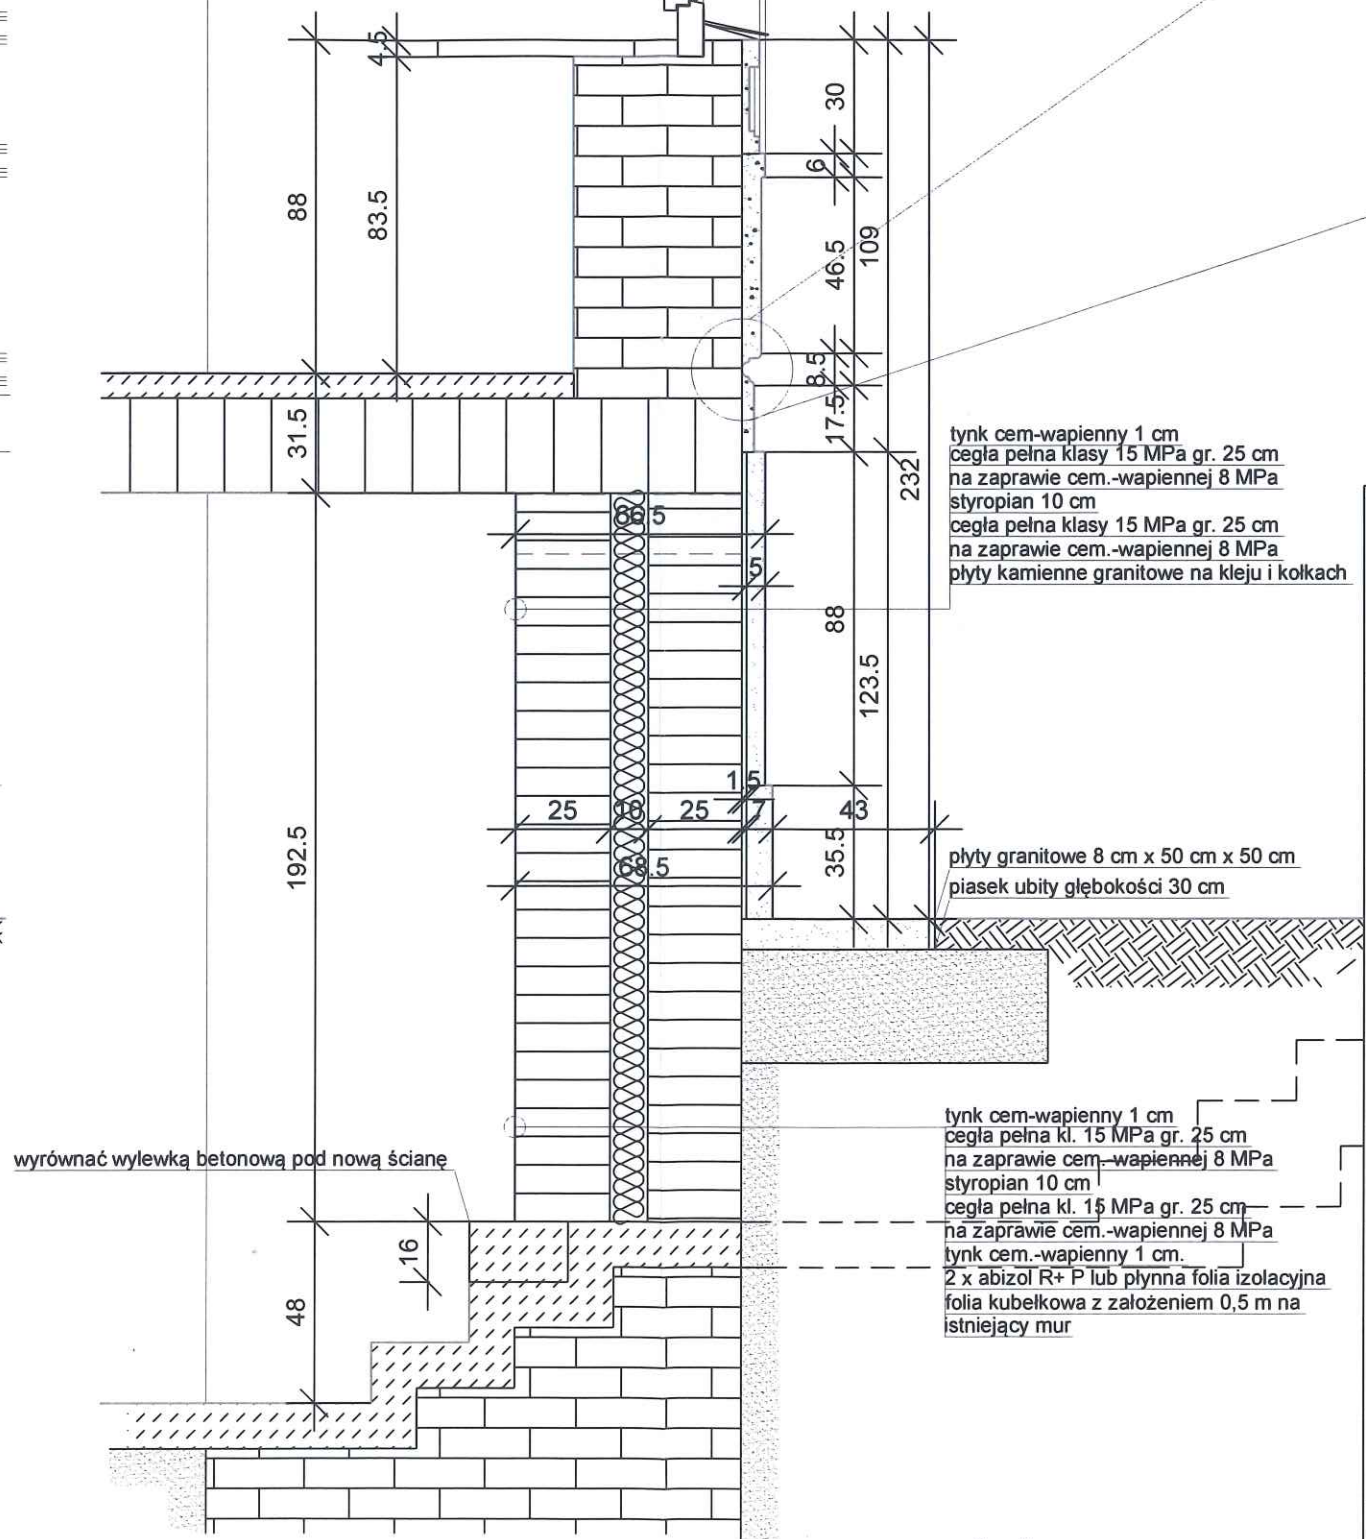 4.5
30
6
88
83.5
46.5
109
8.5
17.5
31.5
232
tynk cem-wapienny 1 cm
cegła pełna klasy 15 MPa gr. 25 cm
na zaprawie cem.-wapiennej 8 MPa
styropian 10 cm
cegła pełna klasy 15 MPa gr. 25 cm
na zaprawie cem.-wapiennej 8 MPa
płyty kamienne granitowe na kleju i kołkach
66.5
5
88
123.5
1.5
25 10 25 7 43
192.5
68.5
35.5
płyty granitowe 8 cm x 50 cm x 50 cm
piasek ubity głębokości 30 cm
wyrównać wylewką betonową pod nową ścianę
16
48
tynk cem-wapienny 1 cm
cegła pełna kl. 15 MPa gr. 25 cm
na zaprawie cem.-wapiennej 8 MPa
styropian 10 cm
cegła pełna kl. 15 MPa gr. 25 cm
na zaprawie cem.-wapiennej 8 MPa
tynk cem.-wapienny 1 cm.
2 x abizol R+ P lub płynna folia izolacyjna
folia kubełkowa z założeniem 0,5 m na
istniejący mur